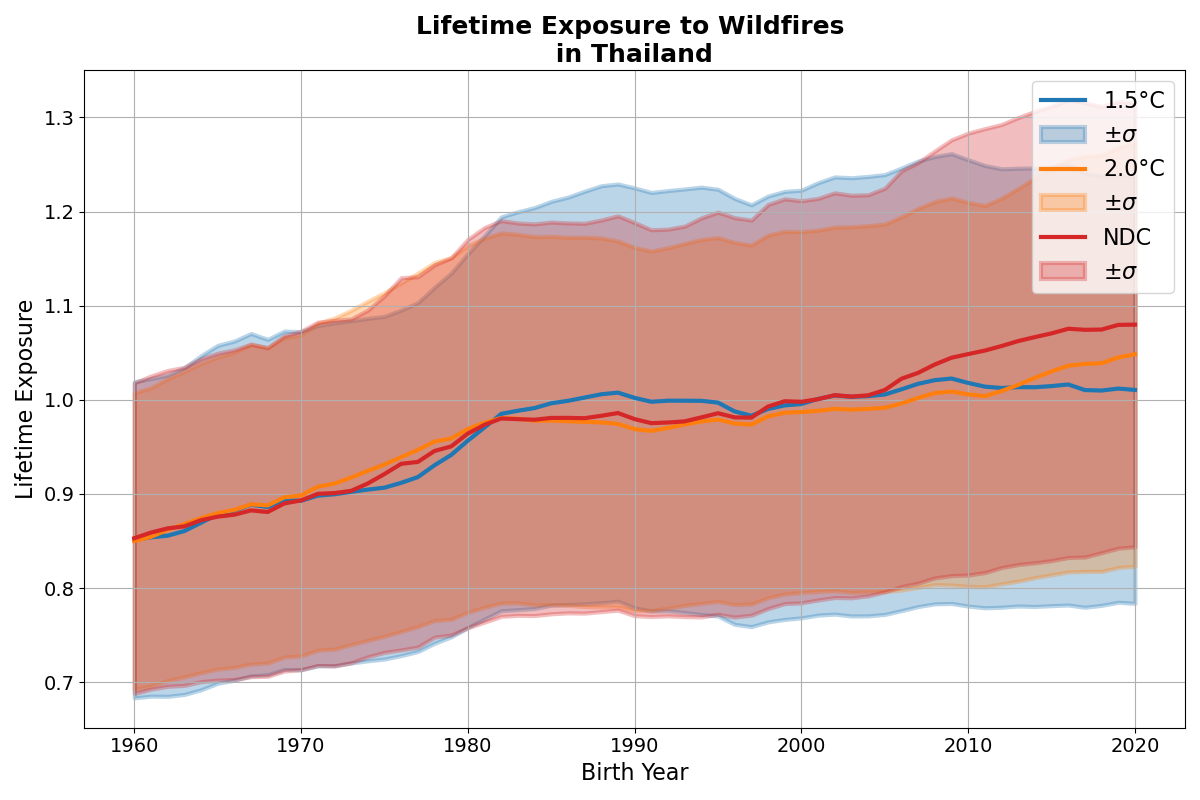 Lifetime Exposure to Wildfires
in Thailand
Lifetime Exposure
1.3
1.2
1.1
1.0
0.9
0.8
0.7
1960
1970
1980
1990
2000
2010
2020
Birth Year
1.5°C
±σ
2.0°C
±σ
NDC
±σ